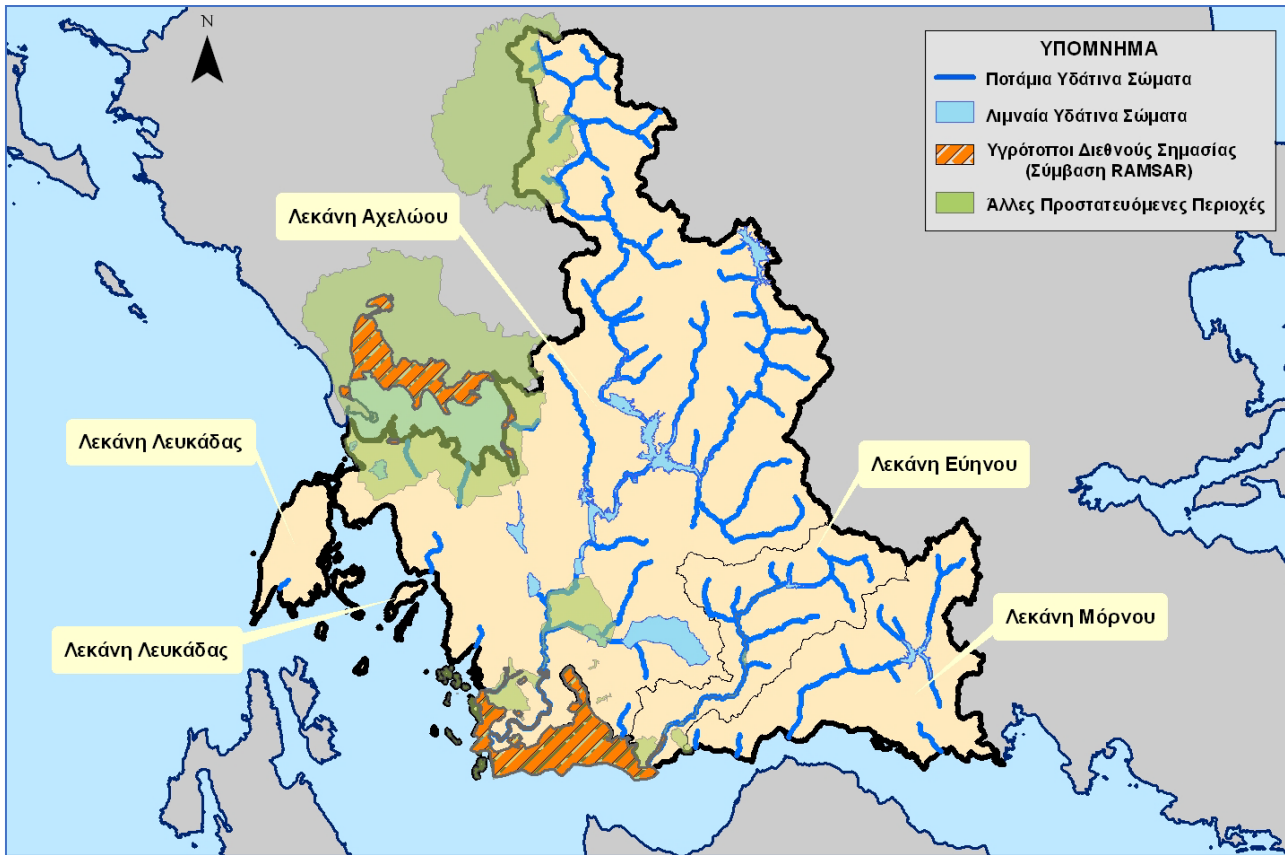 N
ΥΠΟΜΝΗΜΑ
Ποτάμια Υδάτινα Σώματα
Λιμναία Υδάτινα Σώματα
Υγρότοποι Διεθνούς Σημασίας
(Σύμβαση RAMSAR)
Άλλες Προστατευόμενες Περιοχές
Λεκάνη Αχελώου
Λεκάνη Λευκάδας
Λεκάνη Εύηνου
Λεκάνη Μόρνου
Λεκάνη Λευκάδας